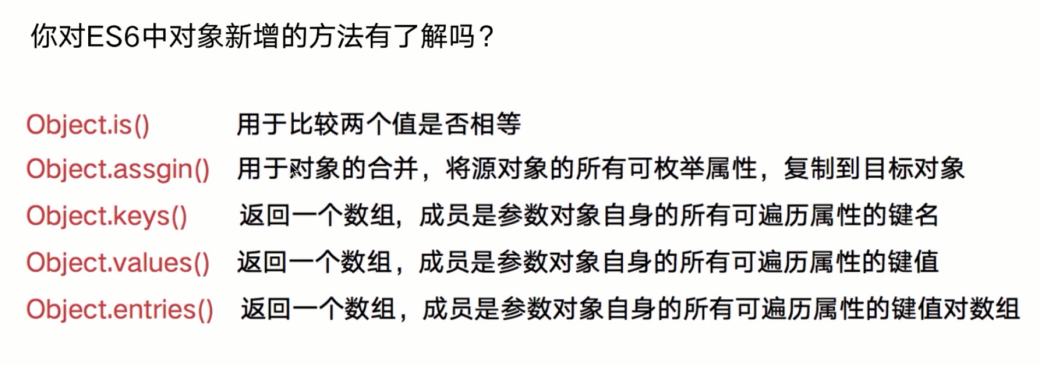 你对ES6中对象新增的方法有了解吗?
Object.is() 用于比较两个值是否相等
Object.assgin() 用于对象的合并，将源对象的所有可枚举属性，复制到目标对象
Object.keys() 返回一个数组, 成员是参数对象自身的所有可遍历属性的键名
Object.values() 返回一个数组，成员是参数对象自身的所有可遍历属性的键值
Object.entries() 返回一个数组，成员是参数对象自身的所有可遍历属性的键值对数组